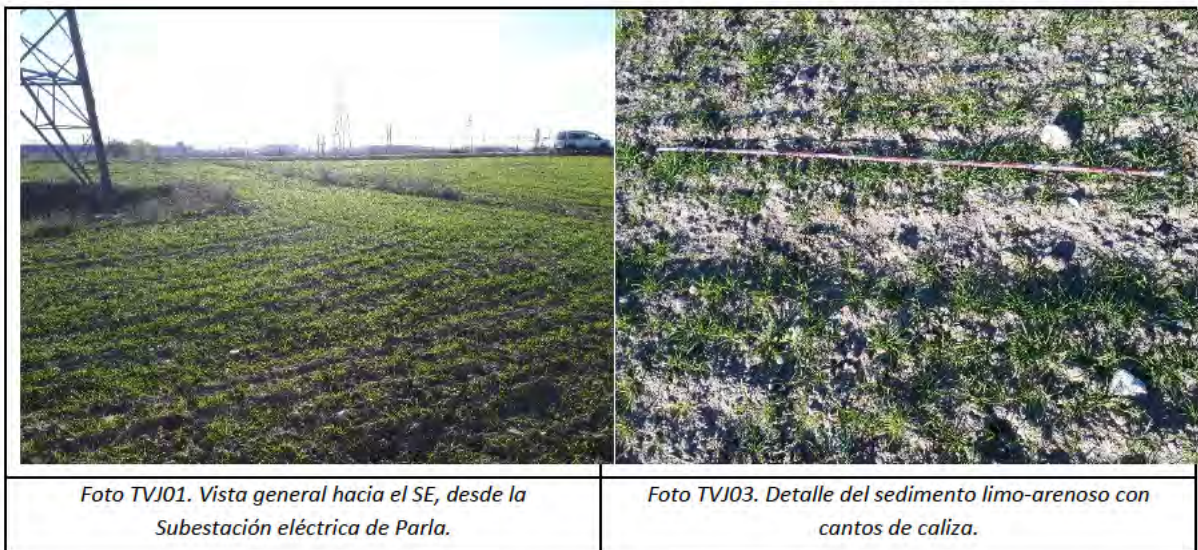 Foto TVJ01. Vista general hacia el SE, desde la
Subestación eléctrica de Parla.
Foto TVJ03. Detalle del sedimento limo-arenoso con
cantos de caliza.